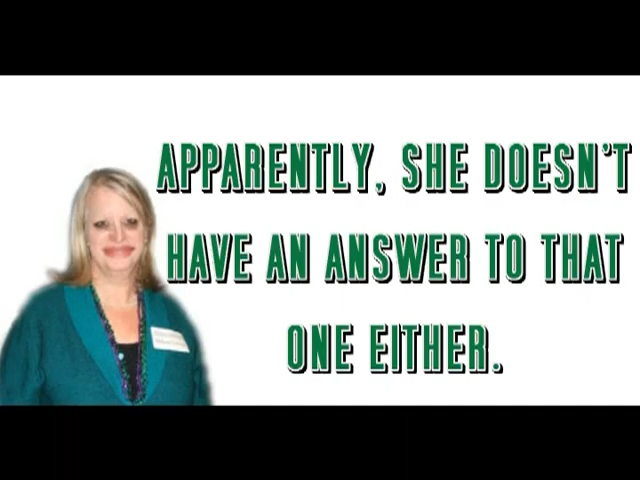 APPARENTLY, SHE DOESN'T
HAVE AN ANSWER TO THAT
ONE EITHER.